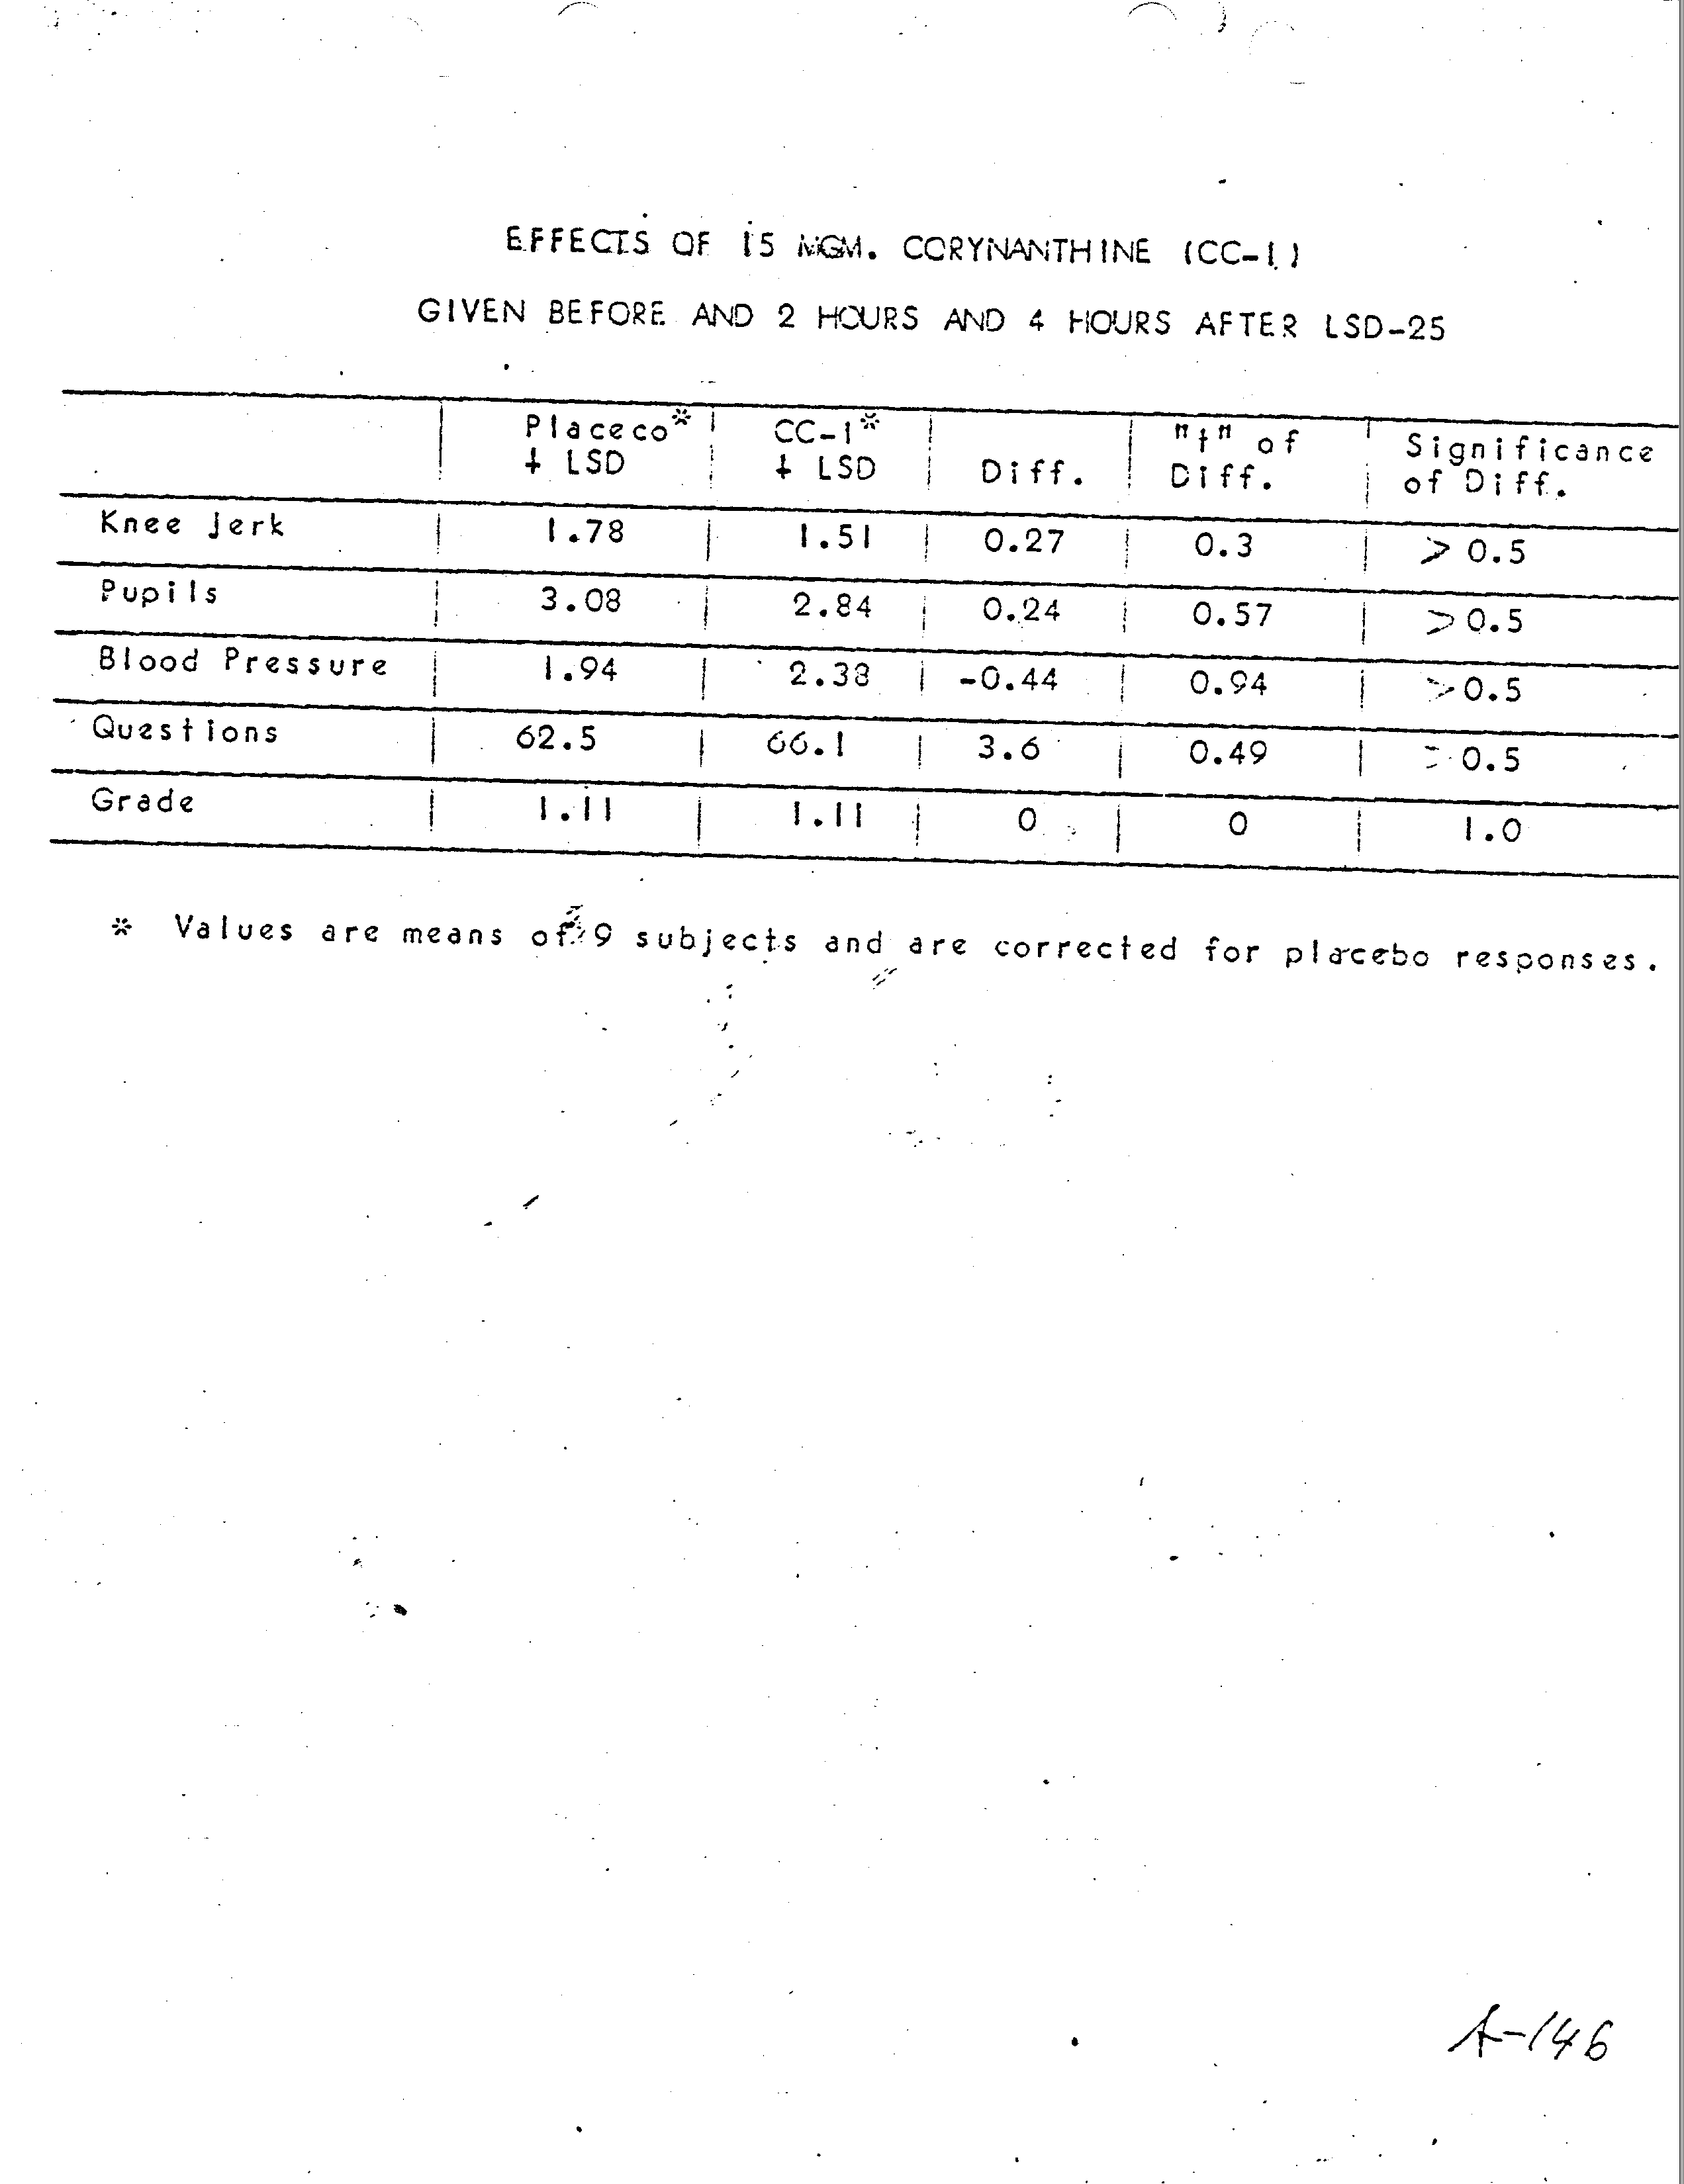 EFFECTS OF 15 MGM. CORYNANTHINE (CC-1)
GIVEN BEFORE AND 2 HOURS AND 4 HOURS AFTER LSD-25
Placeco* + LSD | CC-1* + LSD | Diff. | "t" of Diff. | Significance of Diff.
Knee Jerk | 1.78 | 1.51 | 0.27 | 0.3 | > 0.5
Pupils | 3.08 | 2.84 | 0.24 | 0.57 | >0.5
Blood Pressure | 1.94 | 2.38 | -0.44 | 0.94 | >0.5
Questions | 62.5 | 66.1 | 3.6 | 0.49 | 0.5
Grade | 1.11 | 1.11 | 0 | 0 | 1.0
* Values are means of 9 subjects and are corrected for placebo responses.
A-146